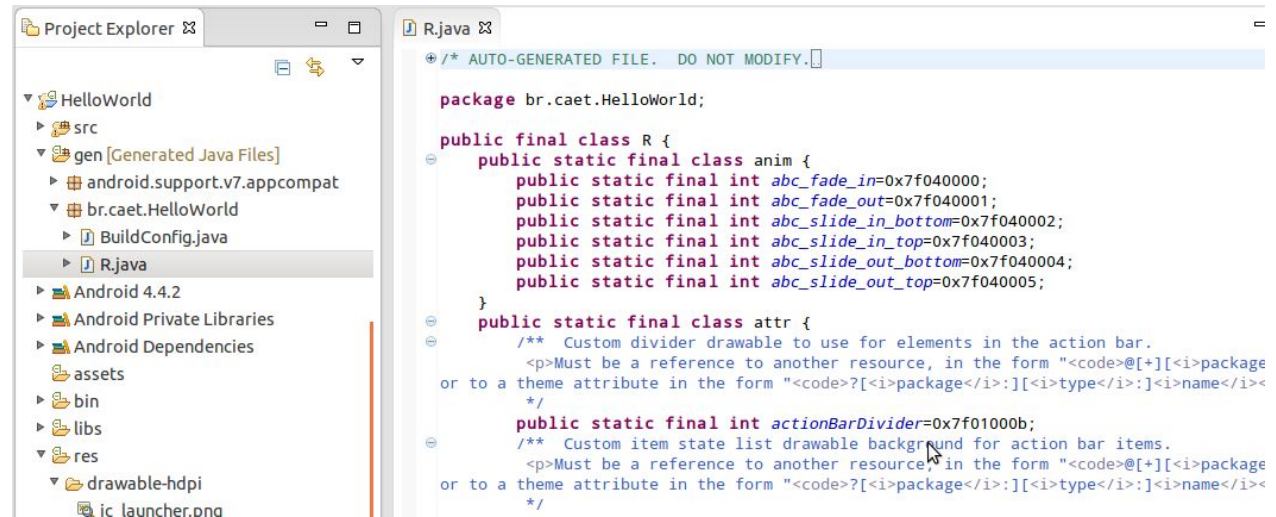 Project Explorer
HelloWorld
src
gen [Generated Java Files]
android.support.v7.appcompat
br.caet.HelloWorld
BuildConfig.java
R.java
Android 4.4.2
Android Private Libraries
Android Dependencies
assets
bin
libs
res
drawable-hdpi
ic_launcher.png
R.java
/* AUTO-GENERATED FILE.  DO NOT MODIFY.
package br.caet.HelloWorld;
public final class R {
public static final class anim {
public static final int abc_fade_in=0x7f040000;
public static final int abc_fade_out=0x7f040001;
public static final int abc_slide_in_bottom=0x7f040002;
public static final int abc_slide_in_top=0x7f040003;
public static final int abc_slide_out_bottom=0x7f040004;
public static final int abc_slide_out_top=0x7f040005;
}
public static final class attr {
/**  Custom divider drawable to use for elements in the action bar.
<p>Must be a reference to another resource, in the form "<code>@[+][<i>package
or to a theme attribute in the form "<code>?[<i>package</i>:][<i>type</i>:]<i>name</i><
*/
public static final int actionBarDivider=0x7f01000b;
/**  Custom item state list drawable background for action bar items.
<p>Must be a reference to another resource, in the form "<code>@[+][<i>package
or to a theme attribute in the form "<code>?[<i>package</i>:][<i>type</i>:]<i>name</i><
*/